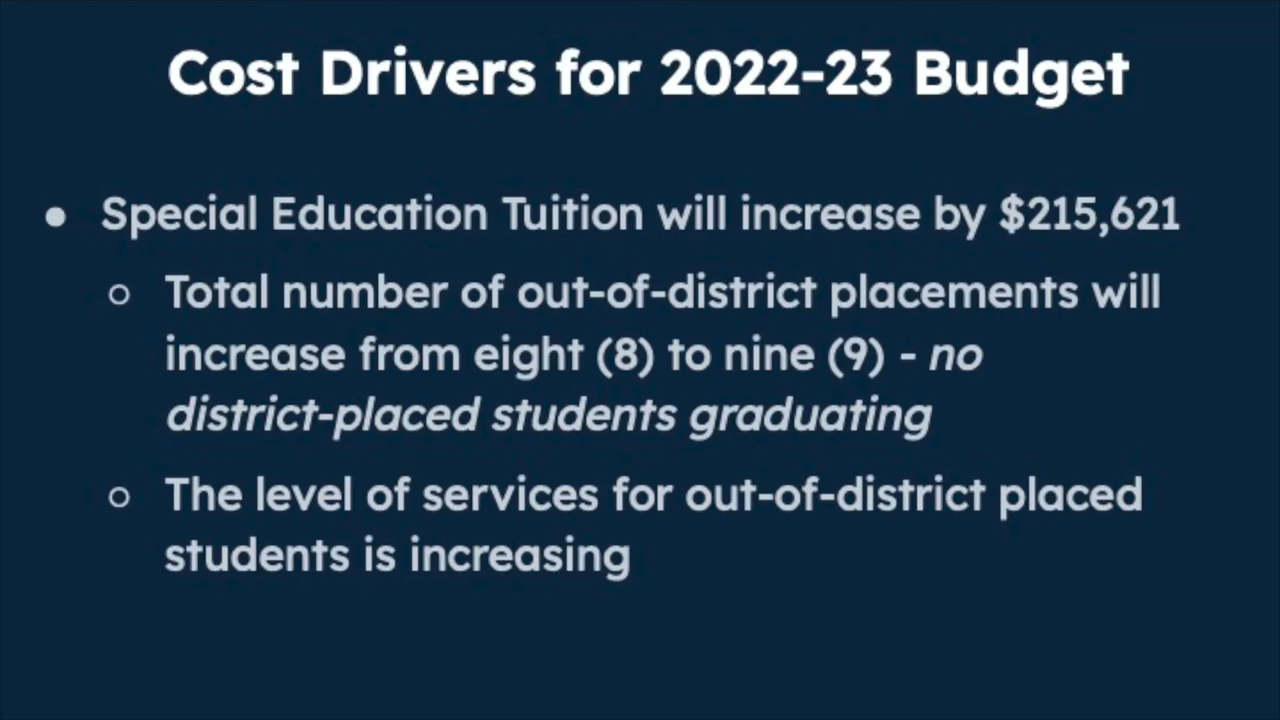 Cost Drivers for 2022-23 Budget
● Special Education Tuition will increase by $215,621
○ Total number of out-of-district placements will
increase from eight (8) to nine (9) - no
district-placed students graduating
○ The level of services for out-of-district placed
students is increasing